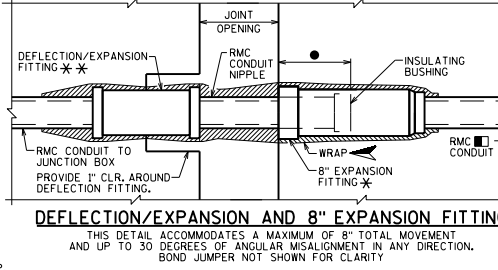 JOINT
OPENING
DEFLECTION/EXPANSION
FITTING **
RMC
CONDUIT
NIPPLE
INSULATING
BUSHING
RMC CONDUIT TO
JUNCTION BOX
PROVIDE 1" CLR. AROUND
DEFLECTION FITTING.
WRAP
8" EXPANSION
FITTING *
RMC
CONDUIT
DEFLECTION/EXPANSION AND 8" EXPANSION FITTING
THIS DETAIL ACCOMMODATES A MAXIMUM OF 8" TOTAL MOVEMENT
AND UP TO 30 DEGREES OF ANGULAR MISALIGNMENT IN ANY DIRECTION.
BOND JUMPER NOT SHOWN FOR CLARITY